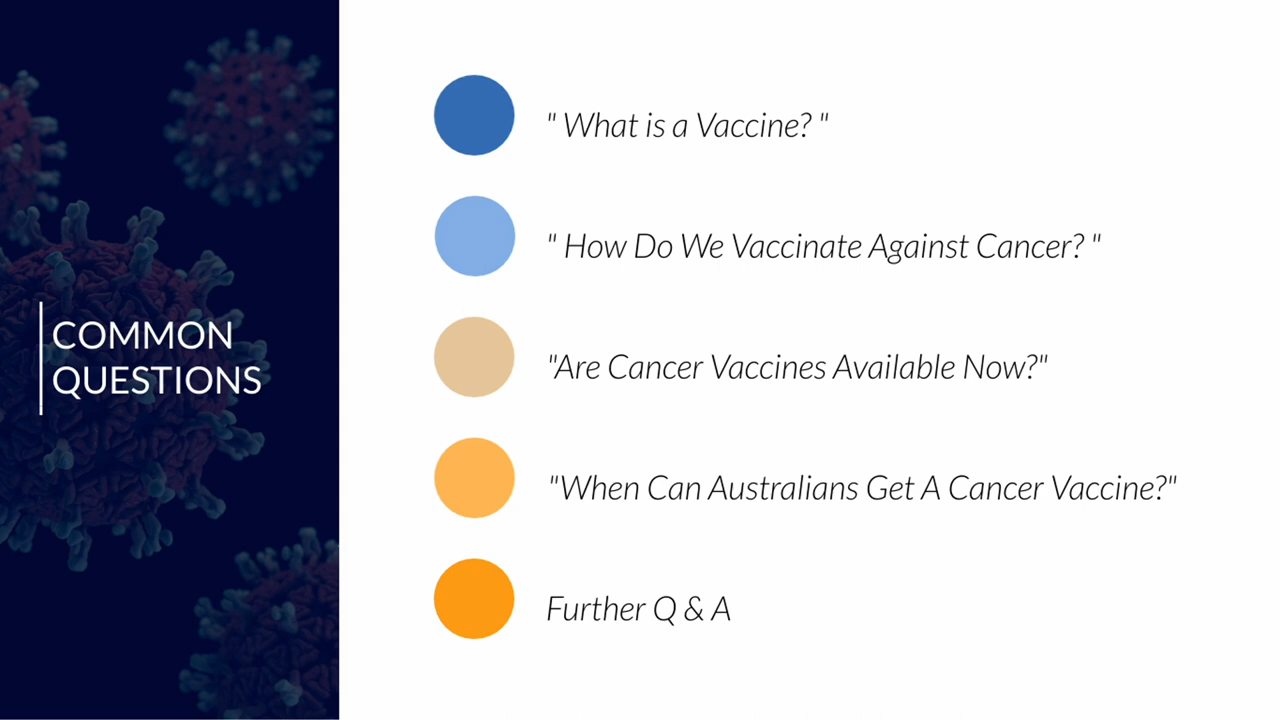 COMMON
QUESTIONS
" What is a Vaccine? "
" How Do We Vaccinate Against Cancer? "
"Are Cancer Vaccines Available Now?"
"When Can Australians Get A Cancer Vaccine?"
Further Q & A